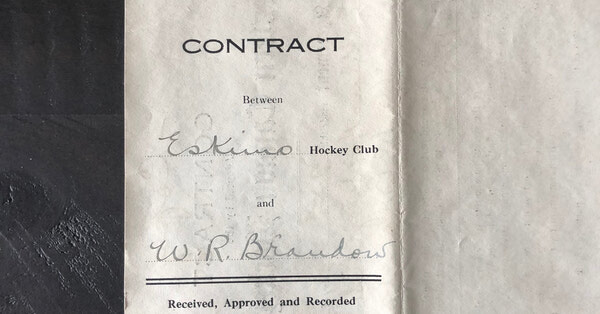 CONTRACT
Between
Eskimo Hockey Club
and
W. R. Brandow
Received, Approved and Recorded